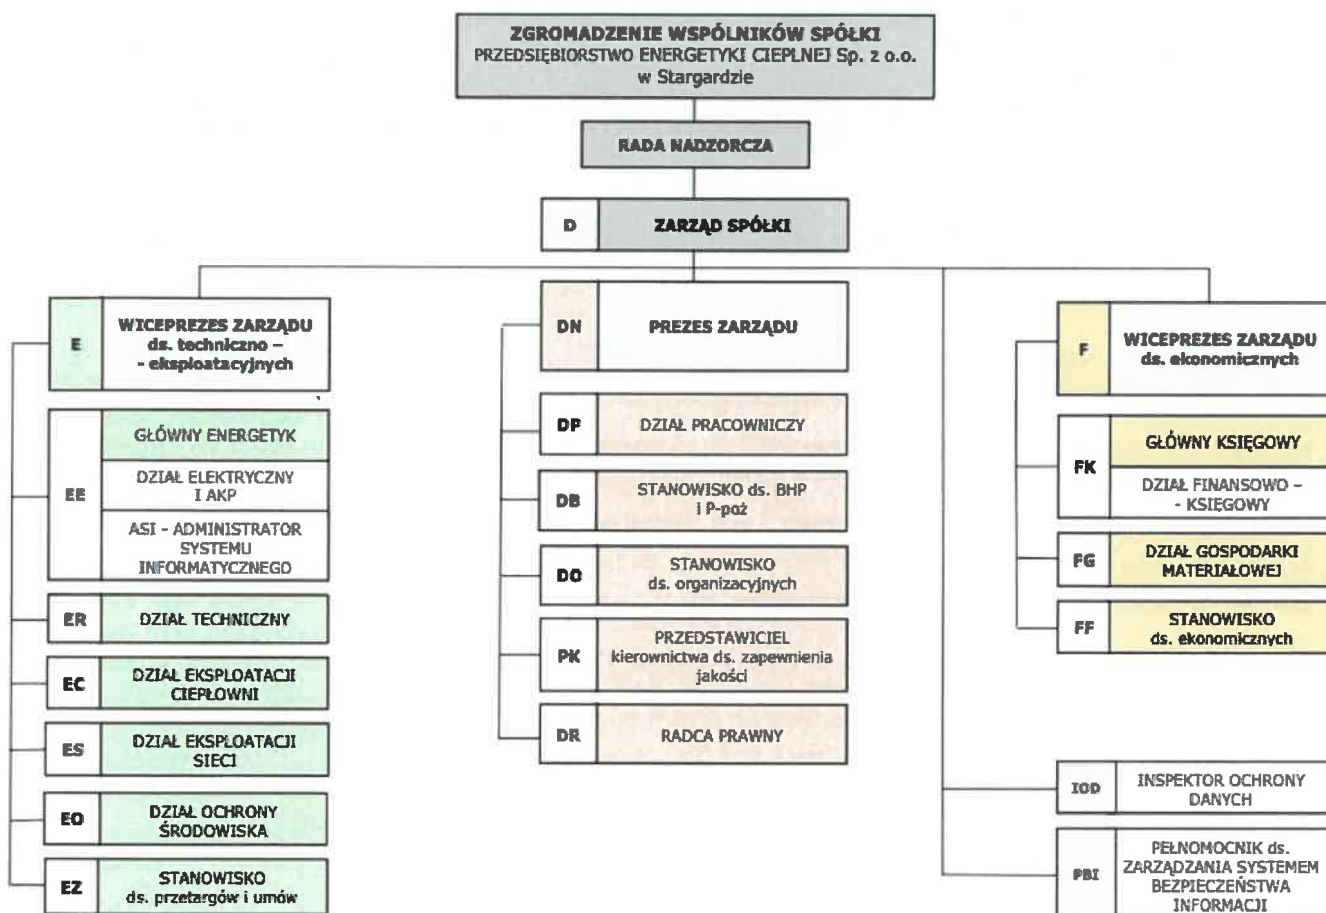 ZGROMADZENIE WSPÓLNIKÓW SPÓŁKI
PRZEDSIĘBIORSTWO ENERGETYKI CIEPLNEJ Sp. z o.o.
w Stargardzie
RADA NADZORCZA
D
ZARZĄD SPÓŁKI
E
WICEPREZES ZARZĄDU
ds. techniczno –
- eksploatacyjnych
EE
GŁÓWNY ENERGETYK
DZIAŁ ELEKTRYCZNY
I AKP
ASI - ADMINISTRATOR
SYSTEMU
INFORMATYCZNEGO
ER
DZIAŁ TECHNICZNY
EC
DZIAŁ EKSPLOATACJI
CIEPŁOWNI
ES
DZIAŁ EKSPLOATACJI
SIECI
EO
DZIAŁ OCHRONY
ŚRODOWISKA
EZ
STANOWISKO
ds. przetargów i umów
DN
PREZES ZARZĄDU
DP
DZIAŁ PRACOWNICZY
DB
STANOWISKO ds. BHP
i P-poż
DO
STANOWISKO
ds. organizacyjnych
PK
PRZEDSTAWICIEL
kierownictwa ds. zapewnienia
jakości
DR
RADCA PRAWNY
F
WICEPREZES ZARZĄDU
ds. ekonomicznych
FK
GŁÓWNY KSIĘGOWY
DZIAŁ FINANSOWO –
- KSIĘGOWY
FG
DZIAŁ GOSPODARKI
MATERIAŁOWEJ
FF
STANOWISKO
ds. ekonomicznych
IOD
INSPEKTOR OCHRONY
DANYCH
PBI
PEŁNOMOCNIK ds.
ZARZĄDZANIA SYSTEMEM
BEZPIECZEŃSTWA
INFORMACJI